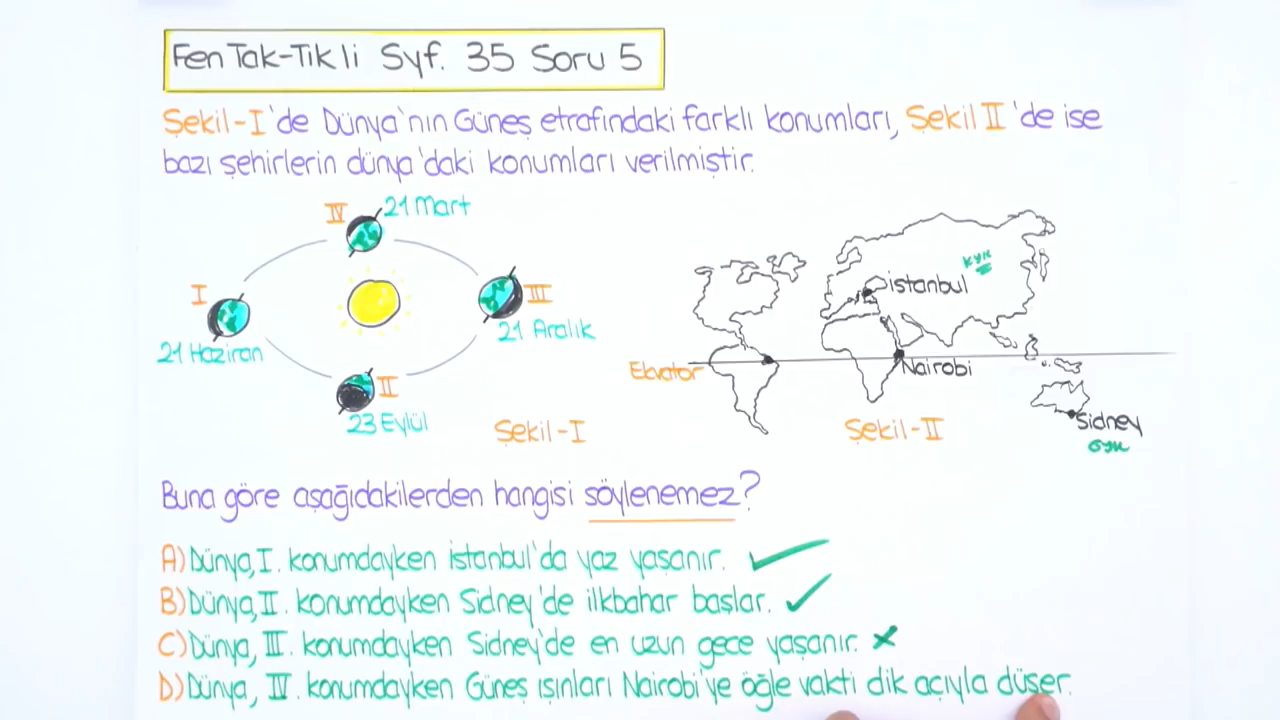 Fen Tak-Tikli Syf. 35 Soru 5
Şekil-I'de Dünya'nın Güneş etrafındaki farklı konumları, Şekil II'de ise
bazı şehirlerin dünya'daki konumları verilmiştir.
IV 21 Mart
I
21 Haziran
III
21 Aralık
II
23 Eylül
Şekil-I
KYK
istanbul
Ekvator
Nairobi
Sidney
GYK
Şekil-II
Buna göre aşağıdakilerden hangisi söylenemez?
A) Dünya, I. konumdayken istanbul'da yaz yaşanır.
B) Dünya, II. konumdayken Sidney'de ilkbahar başlar.
C) Dünya, III. konumdayken Sidney'de en uzun gece yaşanır.
D) Dünya, IV. konumdayken Güneş ışınları Nairobi'ye öğle vakti dik açıyla düşer.